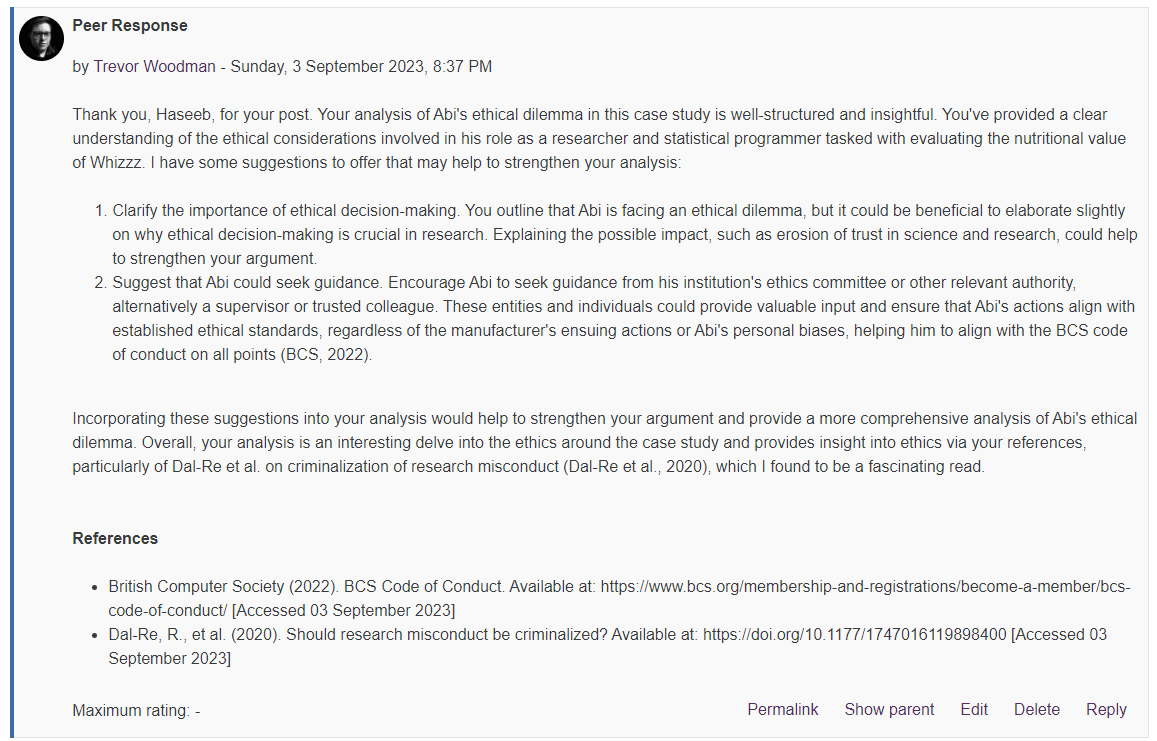 Peer Response
by Trevor Woodman - Sunday, 3 September 2023, 8:37 PM
Thank you, Haseeb, for your post. Your analysis of Abi's ethical dilemma in this case study is well-structured and insightful. You've provided a clear
understanding of the ethical considerations involved in his role as a researcher and statistical programmer tasked with evaluating the nutritional value
of Whizzz. I have some suggestions to offer that may help to strengthen your analysis:
1. Clarify the importance of ethical decision-making. You outline that Abi is facing an ethical dilemma, but it could be beneficial to elaborate slightly
on why ethical decision-making is crucial in research. Explaining the possible impact, such as erosion of trust in science and research, could help
to strengthen your argument.
2. Suggest that Abi could seek guidance. Encourage Abi to seek guidance from his institution's ethics committee or other relevant authority,
alternatively a supervisor or trusted colleague. These entities and individuals could provide valuable input and ensure that Abi's actions align with
established ethical standards, regardless of the manufacturer's ensuing actions or Abi's personal biases, helping him to align with the BCS code
of conduct on all points (BCS, 2022).
Incorporating these suggestions into your analysis would help to strengthen your argument and provide a more comprehensive analysis of Abi's ethical
dilemma. Overall, your analysis is an interesting delve into the ethics around the case study and provides insight into ethics via your references,
particularly of Dal-Re et al. on criminalization of research misconduct (Dal-Re et al., 2020), which I found to be a fascinating read.
References
• British Computer Society (2022). BCS Code of Conduct. Available at: https://www.bcs.org/membership-and-registrations/become-a-member/bcs-
code-of-conduct/ [Accessed 03 September 2023]
• Dal-Re, R., et al. (2020). Should research misconduct be criminalized? Available at: https://doi.org/10.1177/1747016119898400 [Accessed 03
September 2023]
Maximum rating: - Permalink Show parent Edit Delete Reply